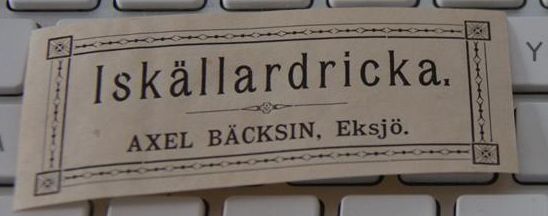 Iskällardricka.
AXEL BÄCKSIN, Eksjö.
Y